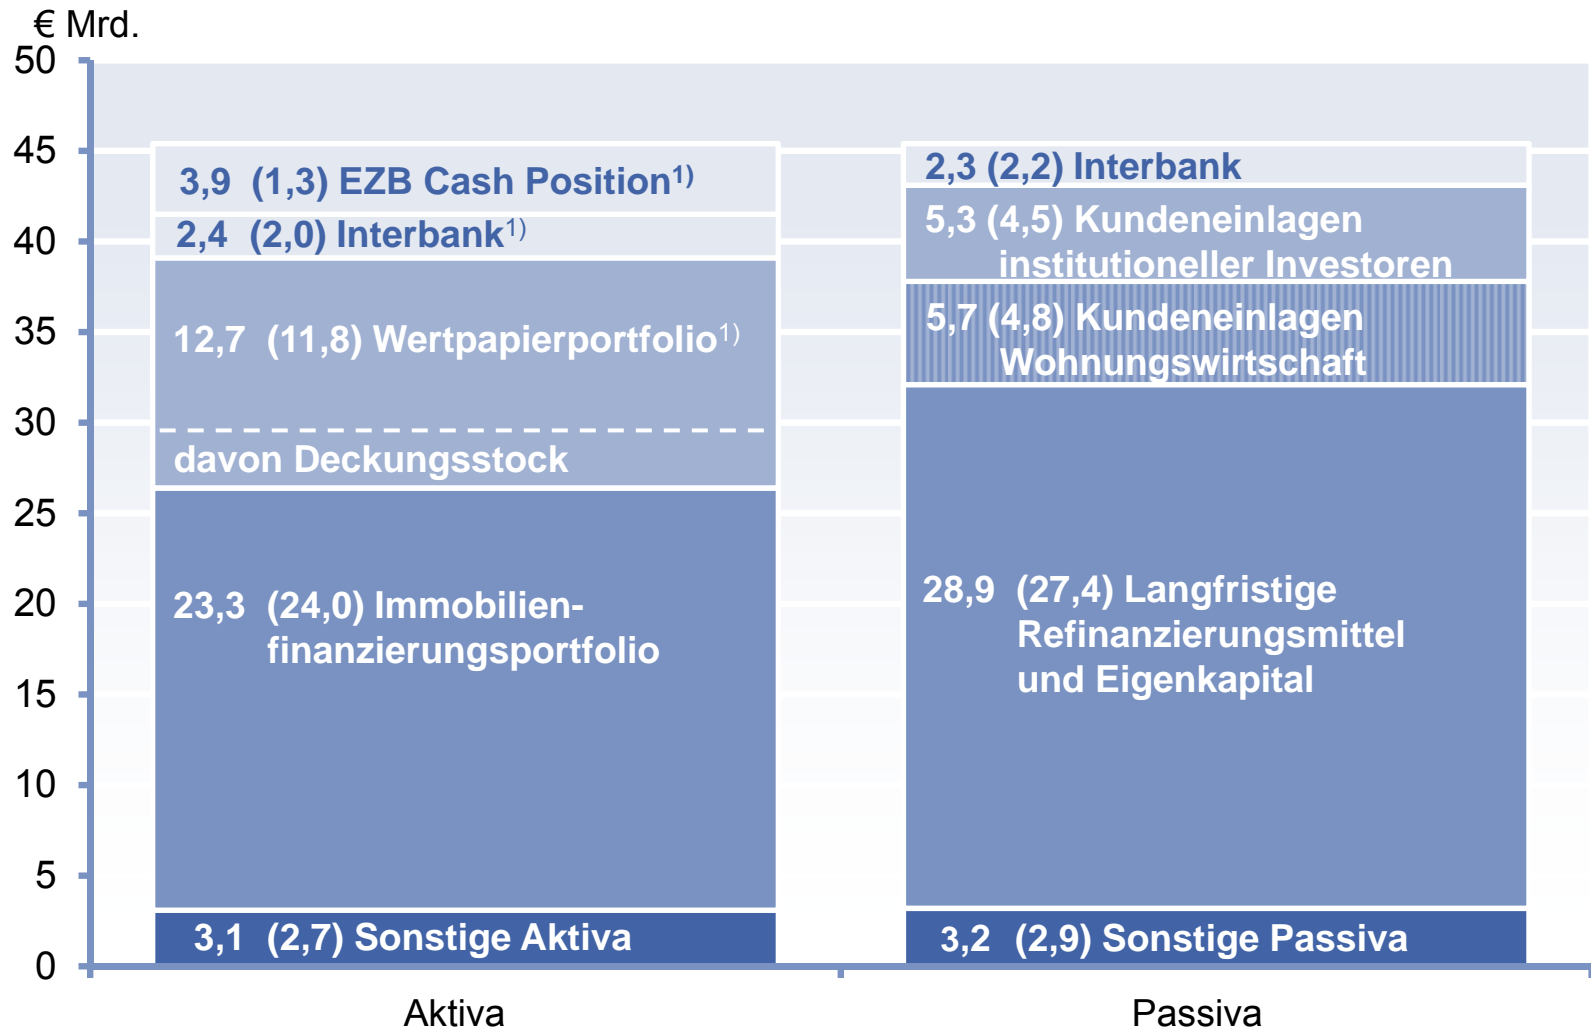 € Mrd.
50
45
40
35
30
25
20
15
10
5
0
3,9 (1,3) EZB Cash Position¹⁾
2,4 (2,0) Interbank¹⁾
12,7 (11,8) Wertpapierportfolio¹⁾
davon Deckungsstock
23,3 (24,0) Immobilien-
finanzierungsportfolio
3,1 (2,7) Sonstige Aktiva
2,3 (2,2) Interbank
5,3 (4,5) Kundeneinlagen
institutioneller Investoren
5,7 (4,8) Kundeneinlagen
Wohnungswirtschaft
28,9 (27,4) Langfristige
Refinanzierungsmittel
und Eigenkapital
3,2 (2,9) Sonstige Passiva
Aktiva
Passiva